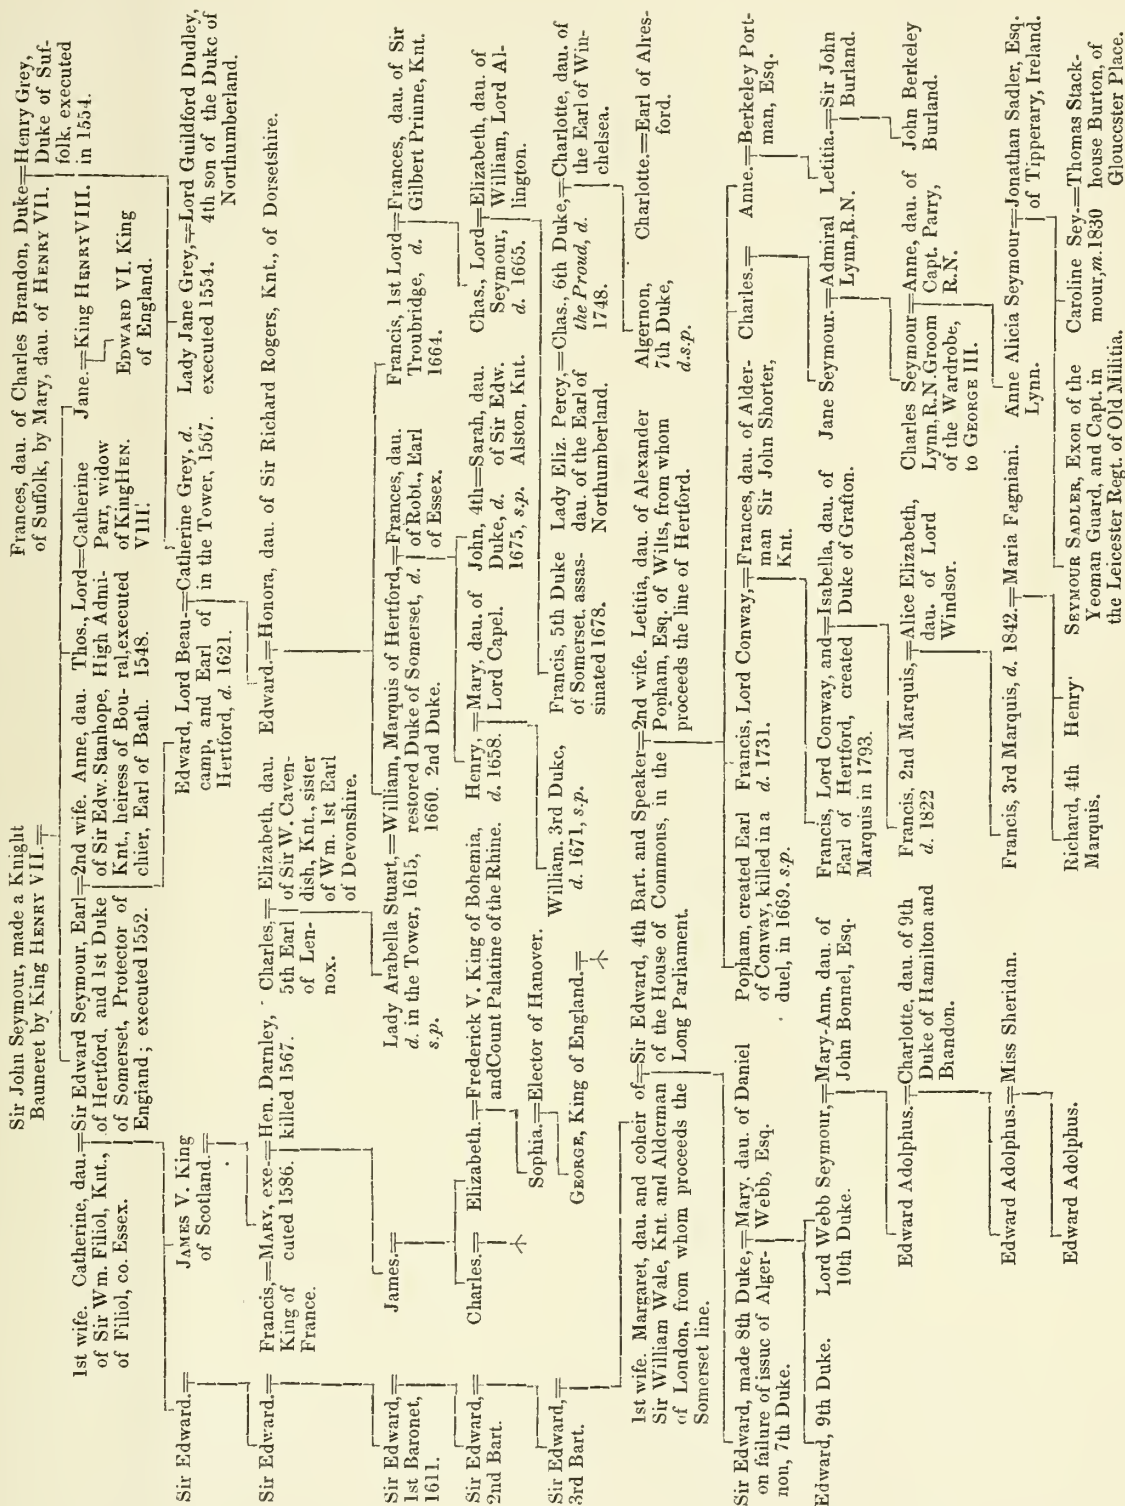 Sir John Seymour, made a Knight
Banneret by King HENRY VII.
Frances, dau. of Charles Brandon, Duke
of Suffolk, by Mary, dau. of HENRY VII.
Henry Grey,
Duke of Suf-
folk, executed
in 1554.
1st wife. Catherine, dau.
of Sir Wm. Filiol, Knt.,
of Filiol, co. Essex.
Sir Edward Seymour, Earl
of Hertford, and 1st Duke
of Somerset, Protector of
England; executed 1552.
2nd wife. Anne, dau.
of Sir Edw. Stanhope,
Knt., heiress of Bou-
chier, Earl of Bath.
Thos., Lord
High Admi-
ral, executed
1548.
Catherine
Parr, widow
of King HEN.
VIII.
Jane.
King HENRY VIII.
EDWARD VI. King
of England.
Sir Edward.
JAMES V. King
of Scotland.
Edward, Lord Beau-
camp, and Earl of
Hertford, d. 1621.
Catherine Grey, d.
in the Tower, 1567.
Lady Jane Grey,
executed 1554.
Lord Guildford Dudley,
4th son of the Duke of
Northumberland.
Sir Edward.
Francis,
King of
France.
MARY, exe-
cuted 1586.
Hen. Darnley,
killed 1567.
Charles,
5th Earl
of Len-
nox.
Elizabeth, dau.
of Sir W. Caven-
dish, Knt., sister
of Wm. 1st Earl
of Devonshire.
Edward.
Honora, dau. of Sir Richard Rogers, Knt., of Dorsetshire.
Sir Edward,
1st Baronet,
1611.
James.
Lady Arabella Stuart,
d. in the Tower, 1615,
s.p.
William, Marquis of Hertford,
restored Duke of Somerset, d.
1660. 2nd Duke.
Frances, dau.
of Robt., Earl
of Essex.
Francis, 1st Lord
Troubridge, d.
1664.
Frances, dau. of Sir
Gilbert Priune, Knt.
Sir Edward,
2nd Bart.
Charles.
Elizabeth.
Frederick V. King of Bohemia,
and Count Palatine of the Rhine.
Henry,
d. 1658.
Mary, dau. of
Lord Capel.
John, 4th
Duke, d.
1675, s.p.
Sarah, dau.
of Sir Edw.
Alston, Knt.
Chas., Lord
Seymour,
d. 1665.
Elizabeth, dau. of
William, Lord Al-
lington.
Sir Edward,
3rd Bart.
Sophia.
Elector of Hanover.
GEORGE, King of England.
William. 3rd Duke,
d. 1671, s.p.
Francis, 5th Duke
of Somerset. assas-
sinated 1678.
Lady Eliz. Percy,
dau. of the Earl of
Northumberland.
Chas., 6th Duke,
the Proud, d.
1748.
Charlotte, dau. of
the Earl of Win-
chelsea.
1st wife. Margaret, dau. and coheir of
Sir William Wale, Knt. and Alderman
of London, from whom proceeds the
Somerset line.
Sir Edward, 4th Bart. and Speaker
of the House of Commons, in the
Long Parliament.
2nd wife. Letitia, dau. of Alexander
Popham, Esq. of Wilts, from whom
proceeds the line of Hertford.
Algernon,
7th Duke,
d.s.p.
Charlotte.
Earl of Alres-
ford.
Sir Edward, made 8th Duke,
on failure of issue of Alger-
non, 7th Duke.
Mary. dau. of Daniel
Webb, Esq.
Popham, created Earl
of Conway, killed in a
duel, in 1669. s.p.
Francis, Lord Conway,
d. 1731.
Frances, dau. of Alder-
man Sir John Shorter,
Knt.
Charles.
Anne.
Berkeley Port-
man, Esq.
Edward, 9th Duke.
Lord Webb Seymour,
10th Duke.
Mary-Ann, dau. of
John Bonnel, Esq.
Francis, Lord Conway, and
Earl of Hertford, created
Marquis in 1793.
Isabella, dau. of
Duke of Grafton.
Jane Seymour.
Admiral
Lynn, R.N.
Letitia.
Sir John
Burland.
Edward Adolphus.
Charlotte, dau. of 9th
Duke of Hamilton and
Brandon.
Francis, 2nd Marquis,
d. 1822
Alice Elizabeth,
dau. of Lord
Windsor.
Charles Seymour
Lynn, R.N. Groom
of the Wardrobe,
to GEORGE III.
Anne, dau. of
Capt. Parry,
R.N.
John Berkeley
Burland.
Edward Adolphus.
Miss Sheridan.
Francis, 3rd Marquis, d. 1842.
Maria Fagniani.
Anne Alicia Seymour
Lynn.
Jonathan Sadler, Esq.
of Tipperary, Ireland.
Edward Adolphus.
Richard, 4th
Marquis.
Henry
SEYMOUR SADLER, Exon of the
Yeoman Guard, and Capt. in
the Leicester Regt. of Old Militia.
Caroline Sey-
mour, m. 1830
Thomas Stack-
house Burton, of
Gloucester Place.